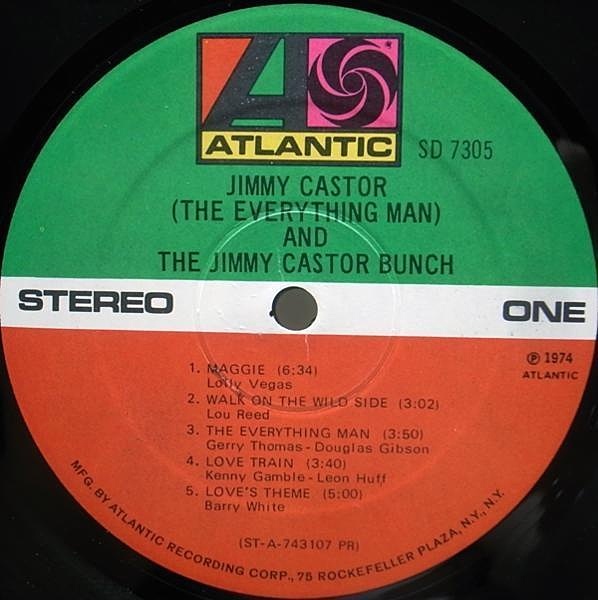 ATLANTIC
SD 7305
JIMMY CASTOR
(THE EVERYTHING MAN)
AND
THE JIMMY CASTOR BUNCH
STEREO
ONE
℗ 1974
ATLANTIC
1. MAGGIE (6:34)
Lolly Vegas
2. WALK ON THE WILD SIDE (3:02)
Lou Reed
3. THE EVERYTHING MAN (3:50)
Gerry Thomas - Douglas Gibson
4. LOVE TRAIN (3:40)
Kenny Gamble - Leon Huff
5. LOVE'S THEME (5:00)
Barry White
(ST-A-743107 PR)
MFG. BY ATLANTIC RECORDING CORP., 75 ROCKEFELLER PLAZA, N.Y., N.Y.